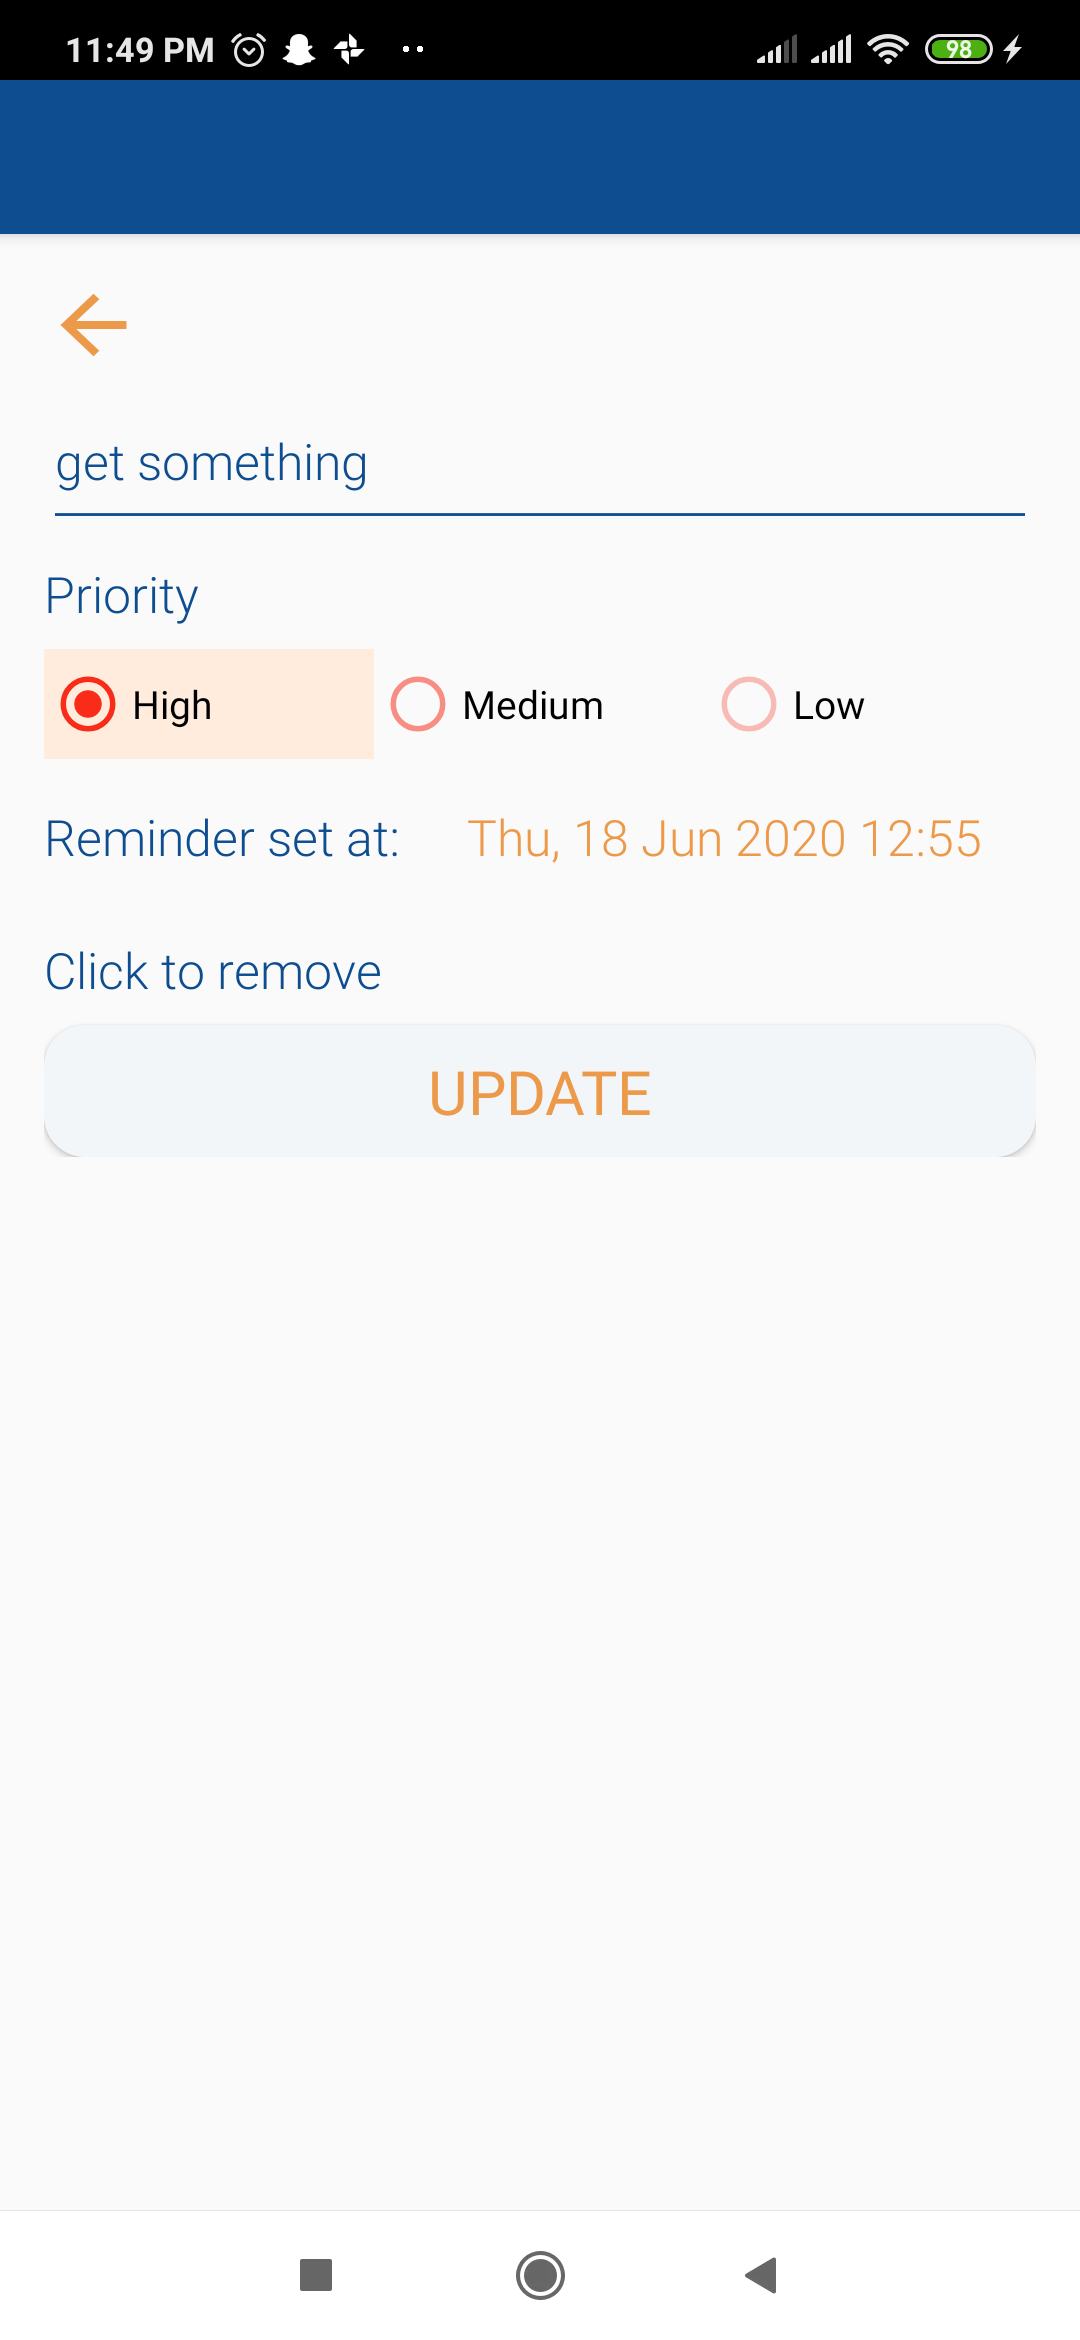 11:49 PM 98
get something
Priority
High Medium Low
Reminder set at: Thu, 18 Jun 2020 12:55
Click to remove
UPDATE